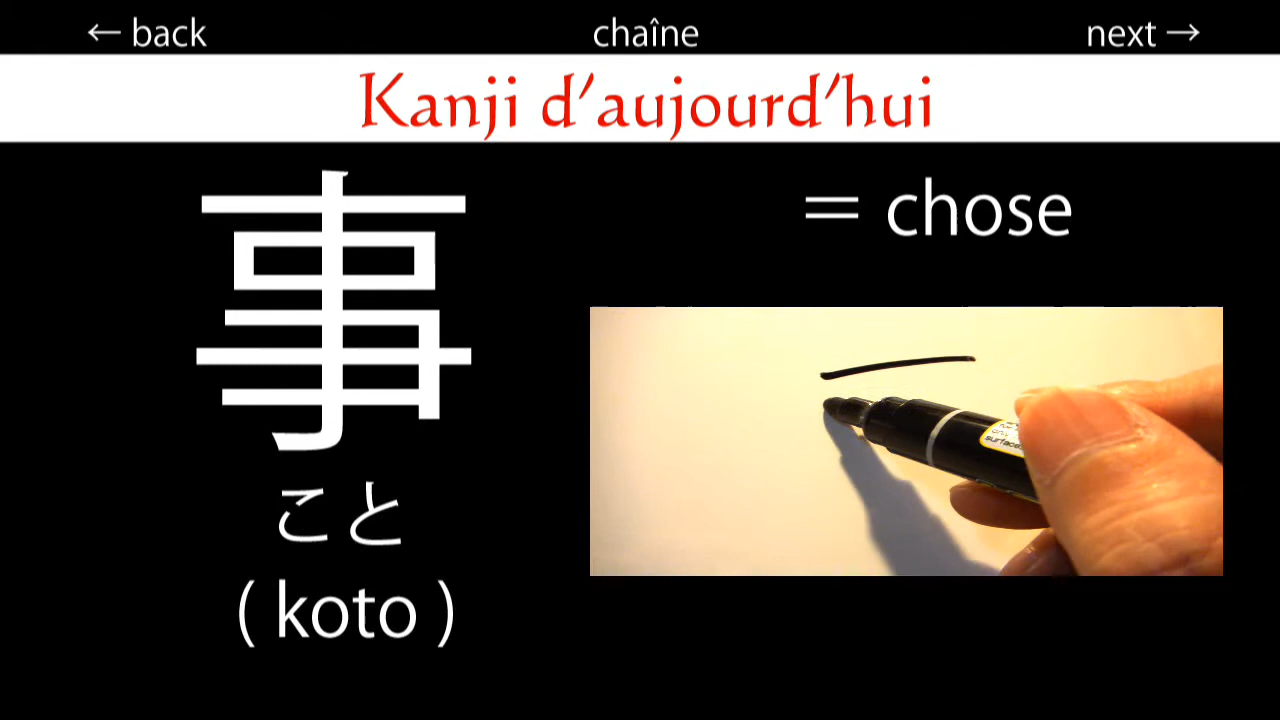 ← back
chaîne
next →
Kanji d'aujourd'hui
事
= chose
こと
( koto )